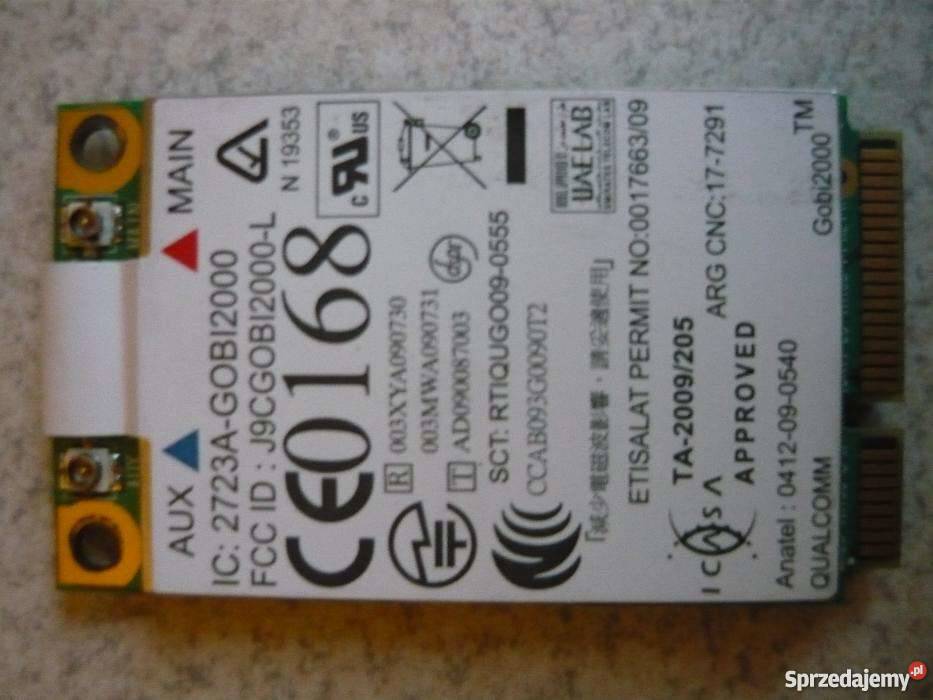 AUX MAIN
IC: 2723A-GOBI2000
FCC ID : J9CGOBI2000-L
N 19353
CE0168
c RU® US
R 003XYA090730
003MWA090731
T AD090087003
SCT: RTIQUGO09-0555
CCAB093G0090T2
UAE LAB
「減少電磁波影響，請妥適使用」
ETISALAT PERMIT NO:0017663/09
TA-2009/205
ICASA
APPROVED
ARG CNC:17-7291
Anatel : 0412-09-0540
QUALCOMM Gobi2000™
Sprzedajemy.pl